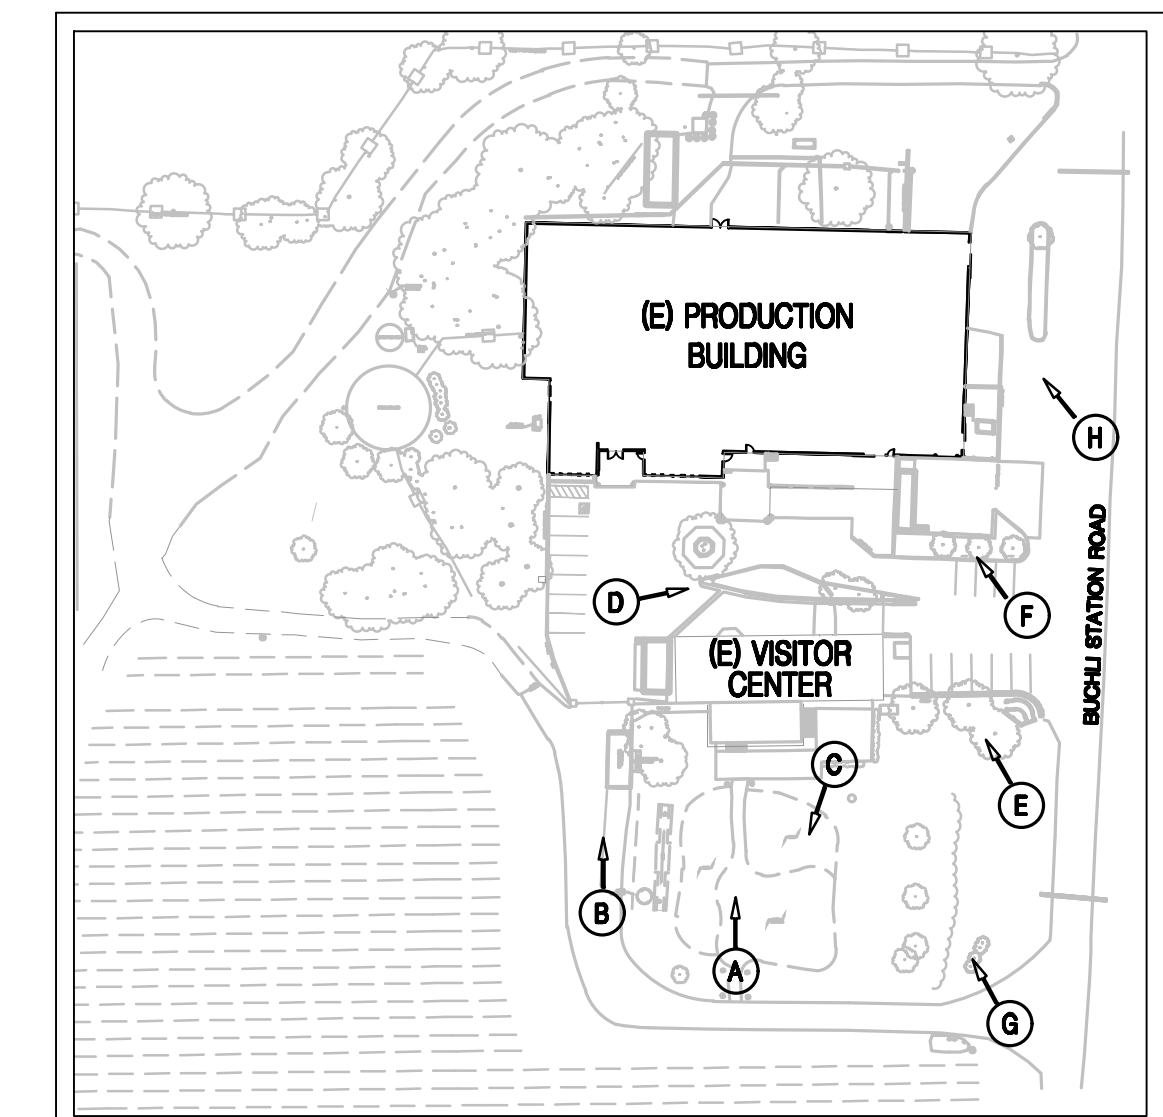 (E) PRODUCTION
BUILDING
H
BUCHLI STATION ROAD
D
F
(E) VISITOR
CENTER
C
E
B
A
G